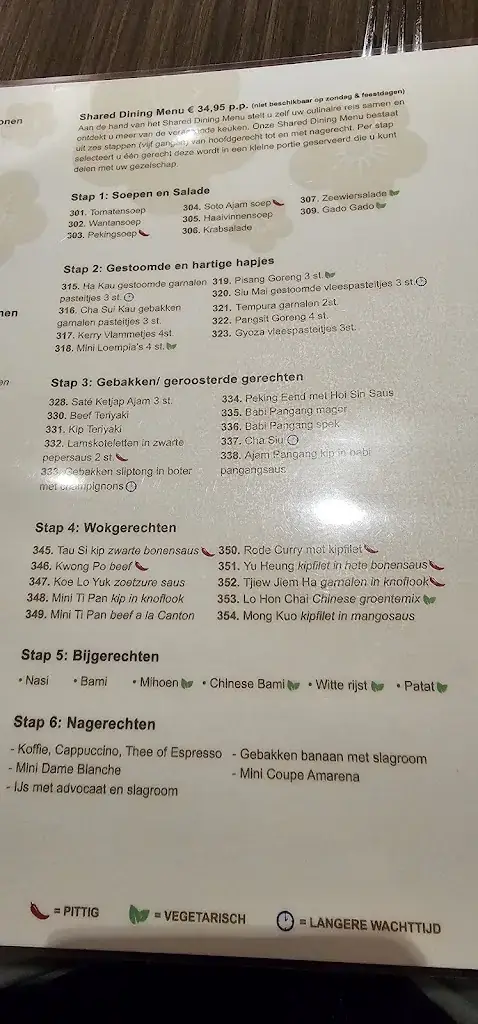 onen
Shared Dining Menu € 34,95 p.p. (niet beschikbaar op zondag & feestdagen)
Aan de hand van het Shared Dining Menu stelt u zelf uw culinaire reis samen en
ontdekt u meer van de keuken. Onze Shared Dining Menu bestaat
uit zes stappen (vijf gangen) van hoofdgerecht tot en met nagerecht. Per stap
selecteert u één gerecht deze wordt in een kleine portie geserveerd die u kunt
delen met uw gezelschap.
Stap 1: Soepen en Salade
301. Tomatensoep
302. Wantansoep
303. Pekingsoep
304. Soto Ajam soep
305. Haaivinnensoep
306. Krabsalade
307. Zeewiersalade
309. Gado Gado
Stap 2: Gestoomde en hartige hapjes
nen
315. Ha Kau gestoomde garnalen
pasteitjes 3 st.
316. Cha Sui Kau gebakken
garnalen pasteitjes 3 st.
317. Kerry Vlammetjes 4st.
318. Mini Loempia's 4 st.
319. Pisang Goreng 3 st.
320. Siu Mai gestoomde vleespasteitjes 3 st.
321. Tempura garnalen 2st.
322. Pangsit Goreng 4 st.
323. Gyoza vleespasteitjes 3st.
en
Stap 3: Gebakken/ geroosterde gerechten
328. Saté Ketjap Ajam 3 st.
330. Beef Teriyaki
331. Kip Teriyaki
332. Lamskoteletten in zwarte
pepersaus 2 st.
333. Gebakken sliptong in boter
met champignons
334. Peking Eend met Hoi Sin Saus
335. Babi Pangang mager
336. Babi Pangang spek
337. Cha Siu
338. Ajam Pangang kip in babi
pangangsaus
Stap 4: Wokgerechten
345. Tau Si kip zwarte bonensaus
346. Kwong Po beef
347. Koe Lo Yuk zoetzure saus
348. Mini Ti Pan kip in knoflook
349. Mini Ti Pan beef a la Canton
350. Rode Curry met kipfilet
351. Yu Heung kipfilet in hete bonensaus
352. Tjiew Jiem Ha garnalen in knoflook
353. Lo Hon Chai Chinese groentemix
354. Mong Kuo kipfilet in mangosaus
Stap 5: Bijgerechten
• Nasi • Bami • Mihoen • Chinese Bami • Witte rijst • Patat
Stap 6: Nagerechten
- Koffie, Cappuccino, Thee of Espresso
- Mini Dame Blanche
- IJs met advocaat en slagroom
- Gebakken banaan met slagroom
- Mini Coupe Amarena
= PITTIG = VEGETARISCH = LANGERE WACHTTIJD